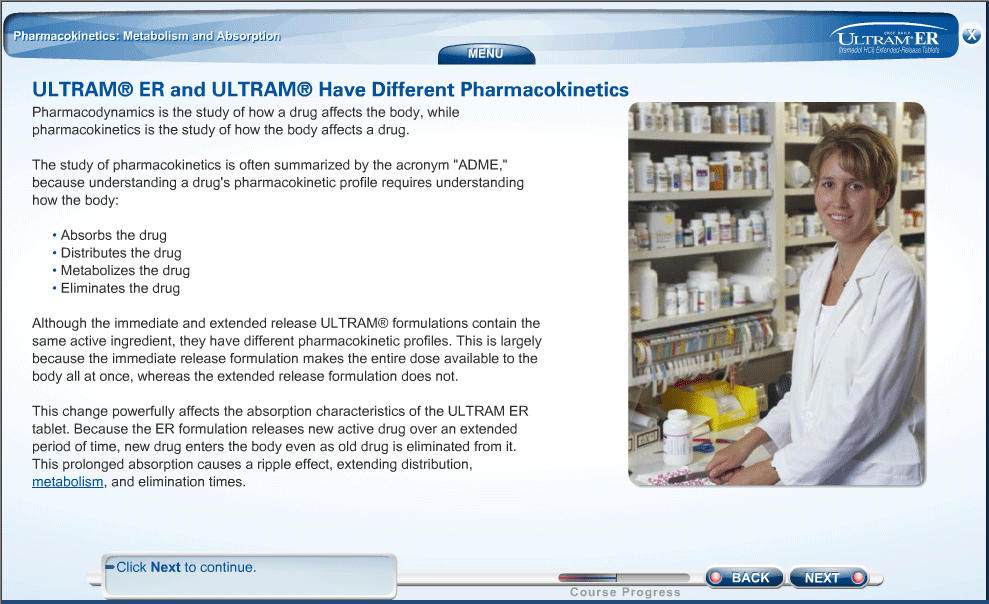 Pharmacokinetics: Metabolism and Absorption
MENU
ONCE DAILY
ULTRAM® ER
(tramadol HCl) Extended-Release Tablets
X
ULTRAM® ER and ULTRAM® Have Different Pharmacokinetics
Pharmacodynamics is the study of how a drug affects the body, while
pharmacokinetics is the study of how the body affects a drug.
The study of pharmacokinetics is often summarized by the acronym "ADME,"
because understanding a drug's pharmacokinetic profile requires understanding
how the body:
• Absorbs the drug
• Distributes the drug
• Metabolizes the drug
• Eliminates the drug
Although the immediate and extended release ULTRAM® formulations contain the
same active ingredient, they have different pharmacokinetic profiles. This is largely
because the immediate release formulation makes the entire dose available to the
body all at once, whereas the extended release formulation does not.
This change powerfully affects the absorption characteristics of the ULTRAM ER
tablet. Because the ER formulation releases new active drug over an extended
period of time, new drug enters the body even as old drug is eliminated from it.
This prolonged absorption causes a ripple effect, extending distribution,
metabolism, and elimination times.
Click Next to continue.
Course Progress
BACK
NEXT